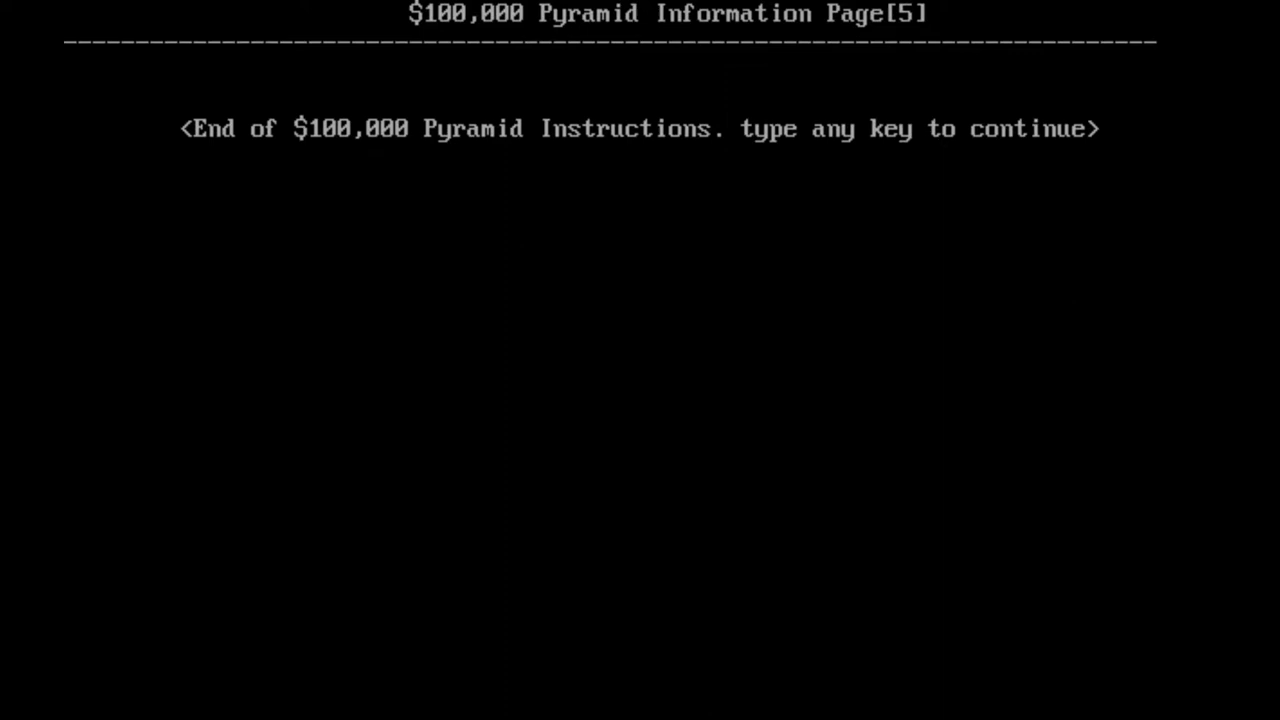 $100,000 Pyramid Information Page[5]
<End of $100,000 Pyramid Instructions. type any key to continue>